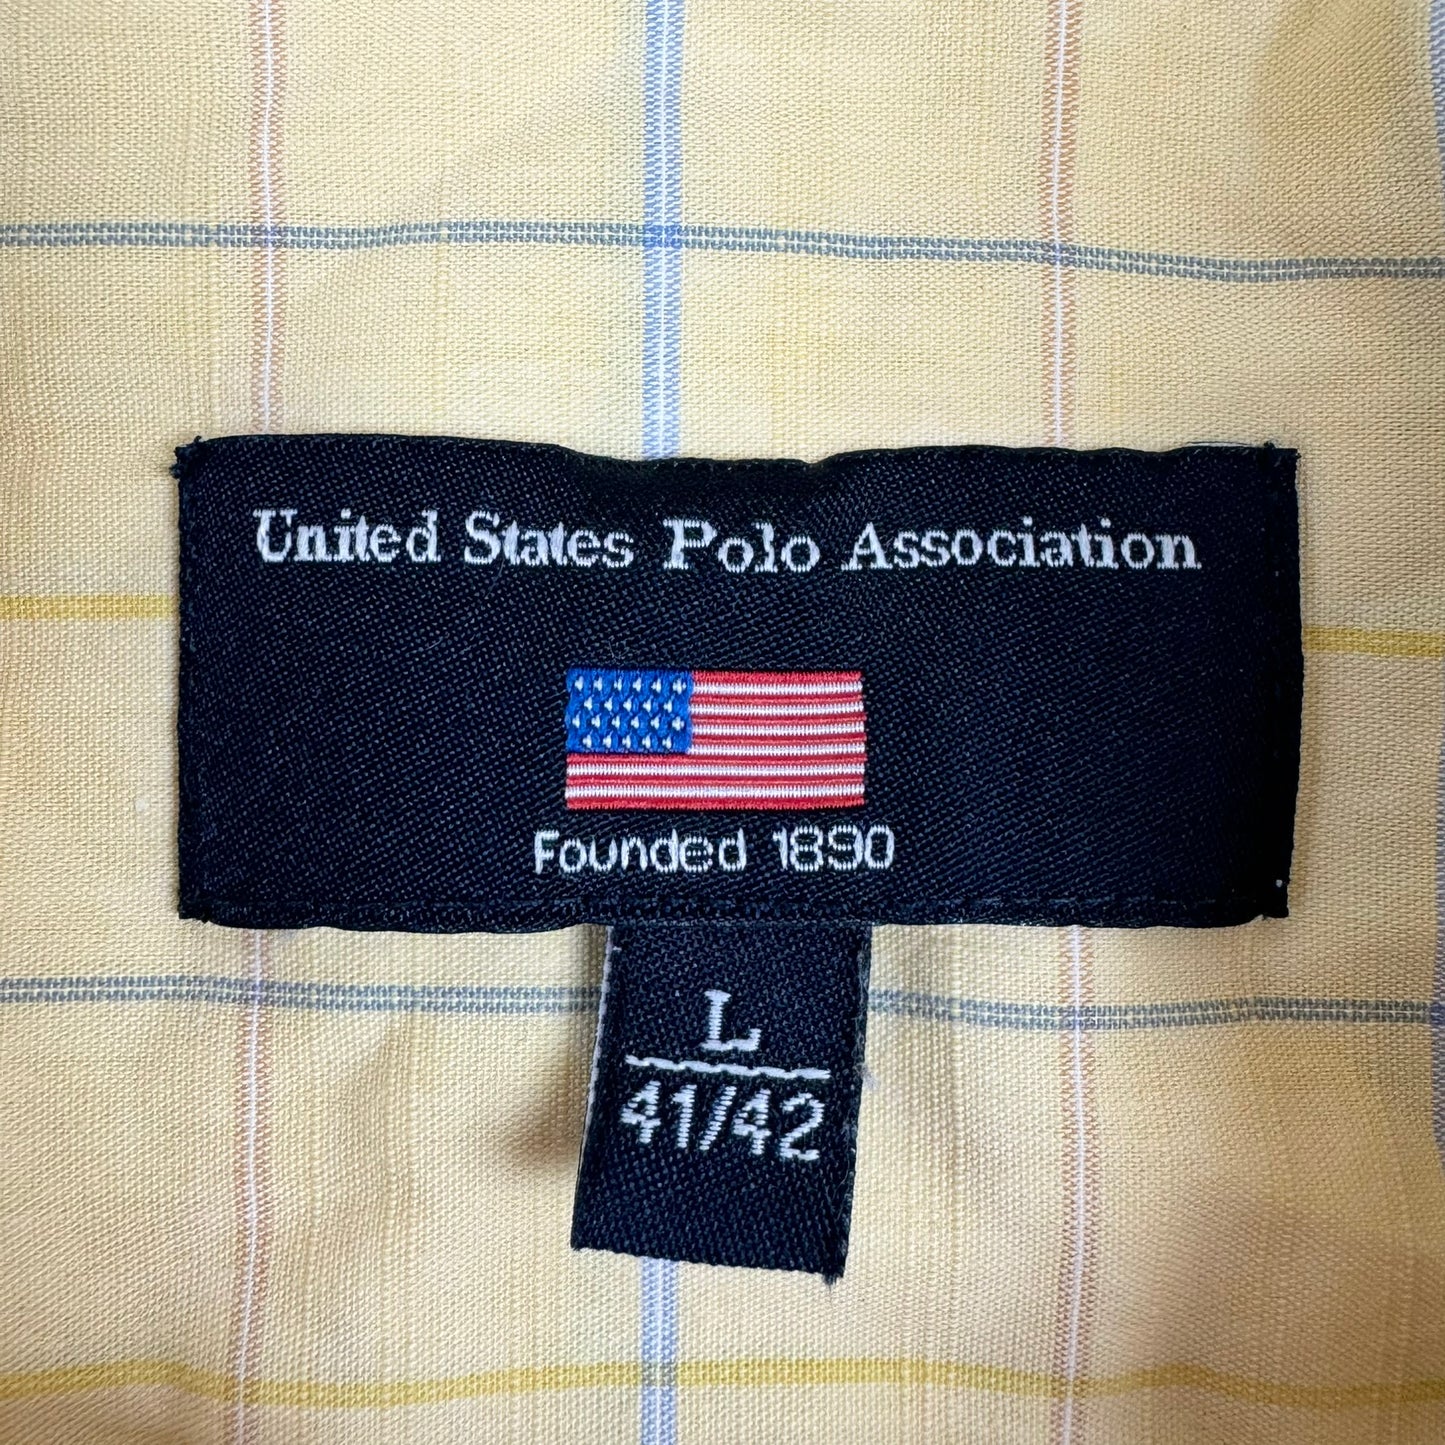 United States Polo Association
Founded 1890
L
41/42